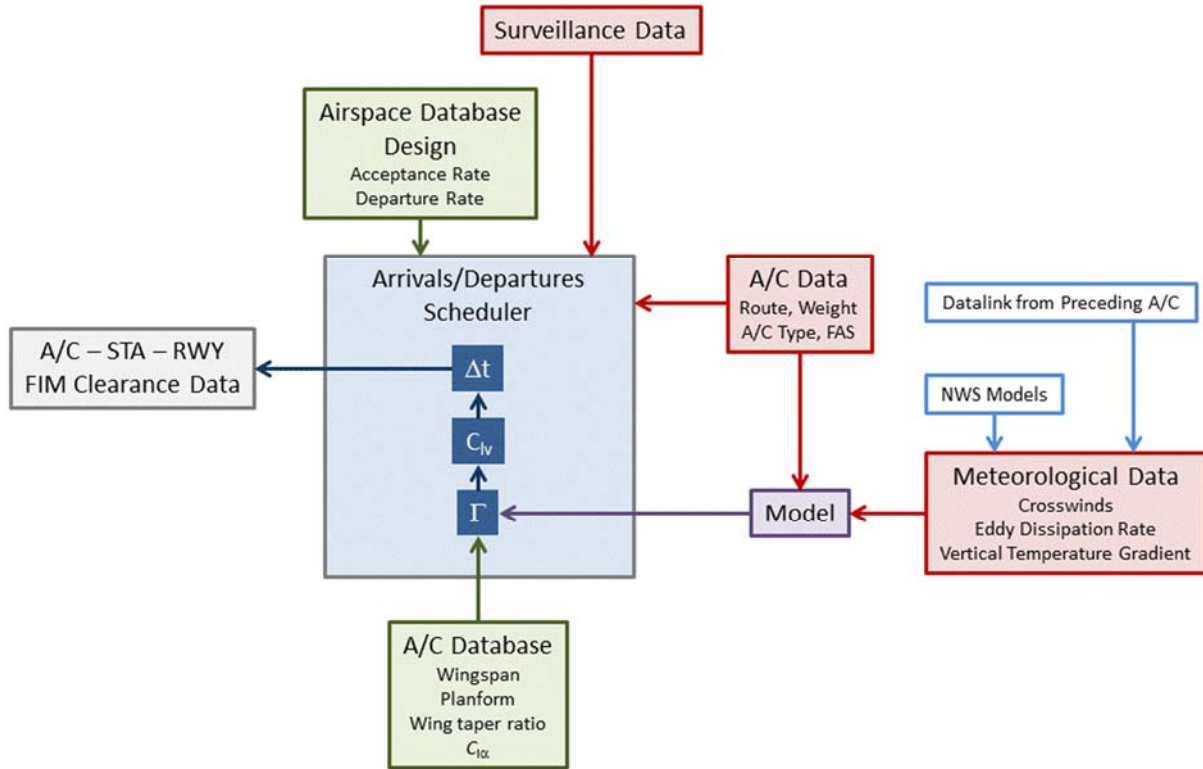 Surveillance Data
Airspace Database
Design
Acceptance Rate
Departure Rate
Arrivals/Departures
Scheduler
A/C Data
Route, Weight
A/C Type, FAS
Datalink from Preceding A/C
A/C – STA – RWY
FIM Clearance Data
Δt
NWS Models
Clv
Meteorological Data
Crosswinds
Eddy Dissipation Rate
Vertical Temperature Gradient
Γ
Model
A/C Database
Wingspan
Planform
Wing taper ratio
Clα